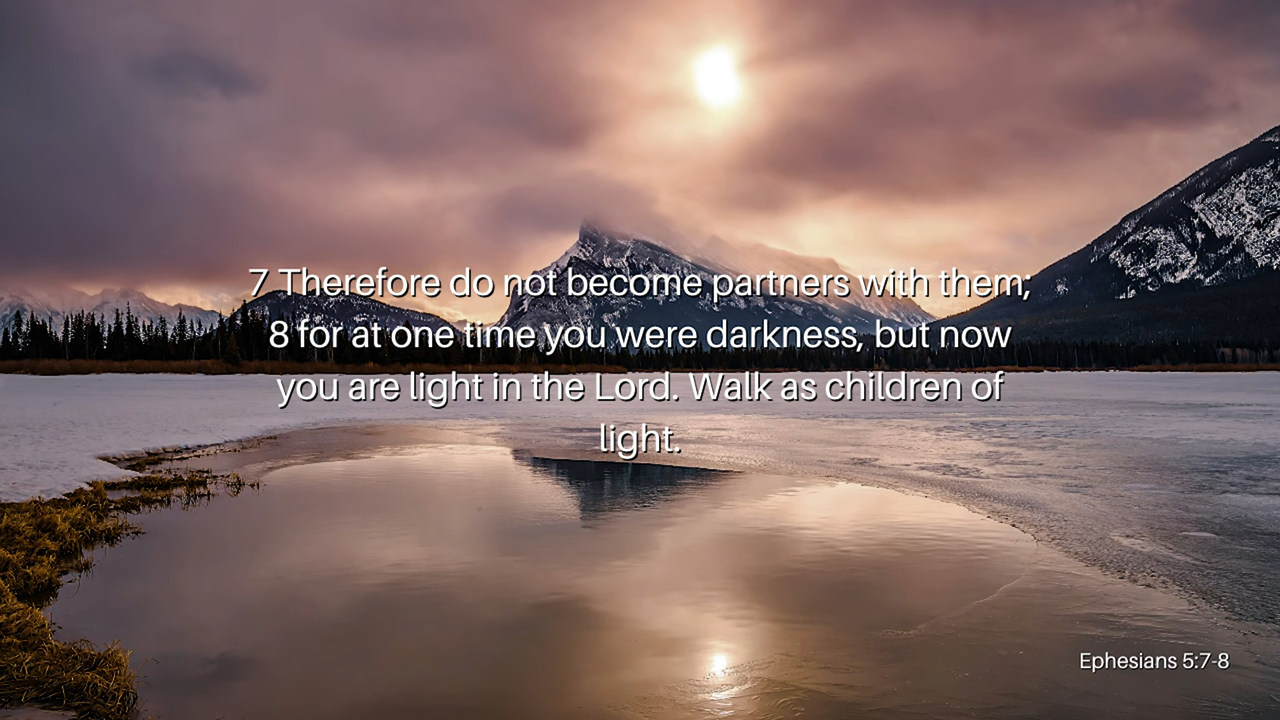 7 Therefore do not become partners with them;
8 for at one time you were darkness, but now
you are light in the Lord. Walk as children of
light.
Ephesians 5:7-8